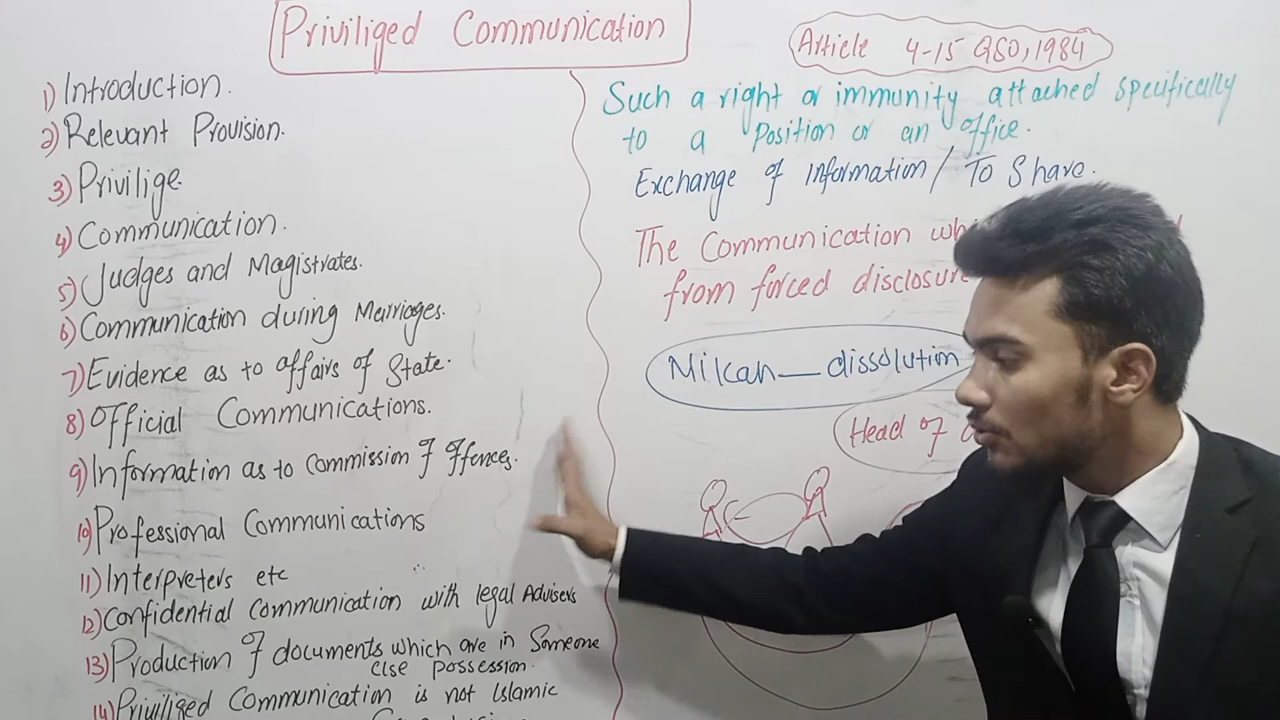 Priviliged Communication
1) Introduction.
2) Relevant Provision.
3) Privilige.
4) Communication.
5) Judges and Magistrates.
6) Communication during Marriages.
7) Evidence as to affairs of State.
8) Official Communications.
9) Information as to Commission of offences.
10) Professional Communications
11) Interpreters etc
12) Confidential Communication with legal Advisers
13) Production of documents which are in Someone
else possession.
14) Priviliged Communication is not Islamic
Article 4-15 QSO, 1984
Such a right or immunity attached specifically
to a Position or an office.
Exchange of Information / To Share.
The Communication
from forced disclosure
Milkah — dissolution
Head of